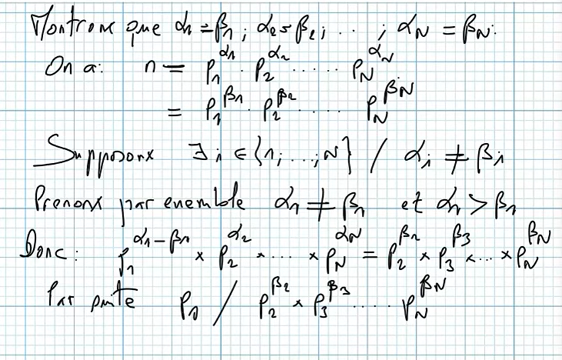 Montrons que α₁ = β₁ ; α₂ = β₂ ; ... ; α_N = β_N.
On a: n = p₁^α₁ · p₂^α₂ ..... p_N^α_N
= p₁^β₁ · p₂^β₂ ..... p_N^β_N
Supposons ∃ i ∈ {1; ...; N} / αᵢ ≠ βᵢ
Prenons par exemple α₁ ≠ β₁ et α₁ > β₁
Donc: p₁^(α₁-β₁) × p₂^α₂ × ... × p_N^α_N = p₂^β₂ × p₃^β₃ × ... × p_N^β_N
Par suite p₁ / p₂^β₂ × p₃^β₃ .... p_N^β_N